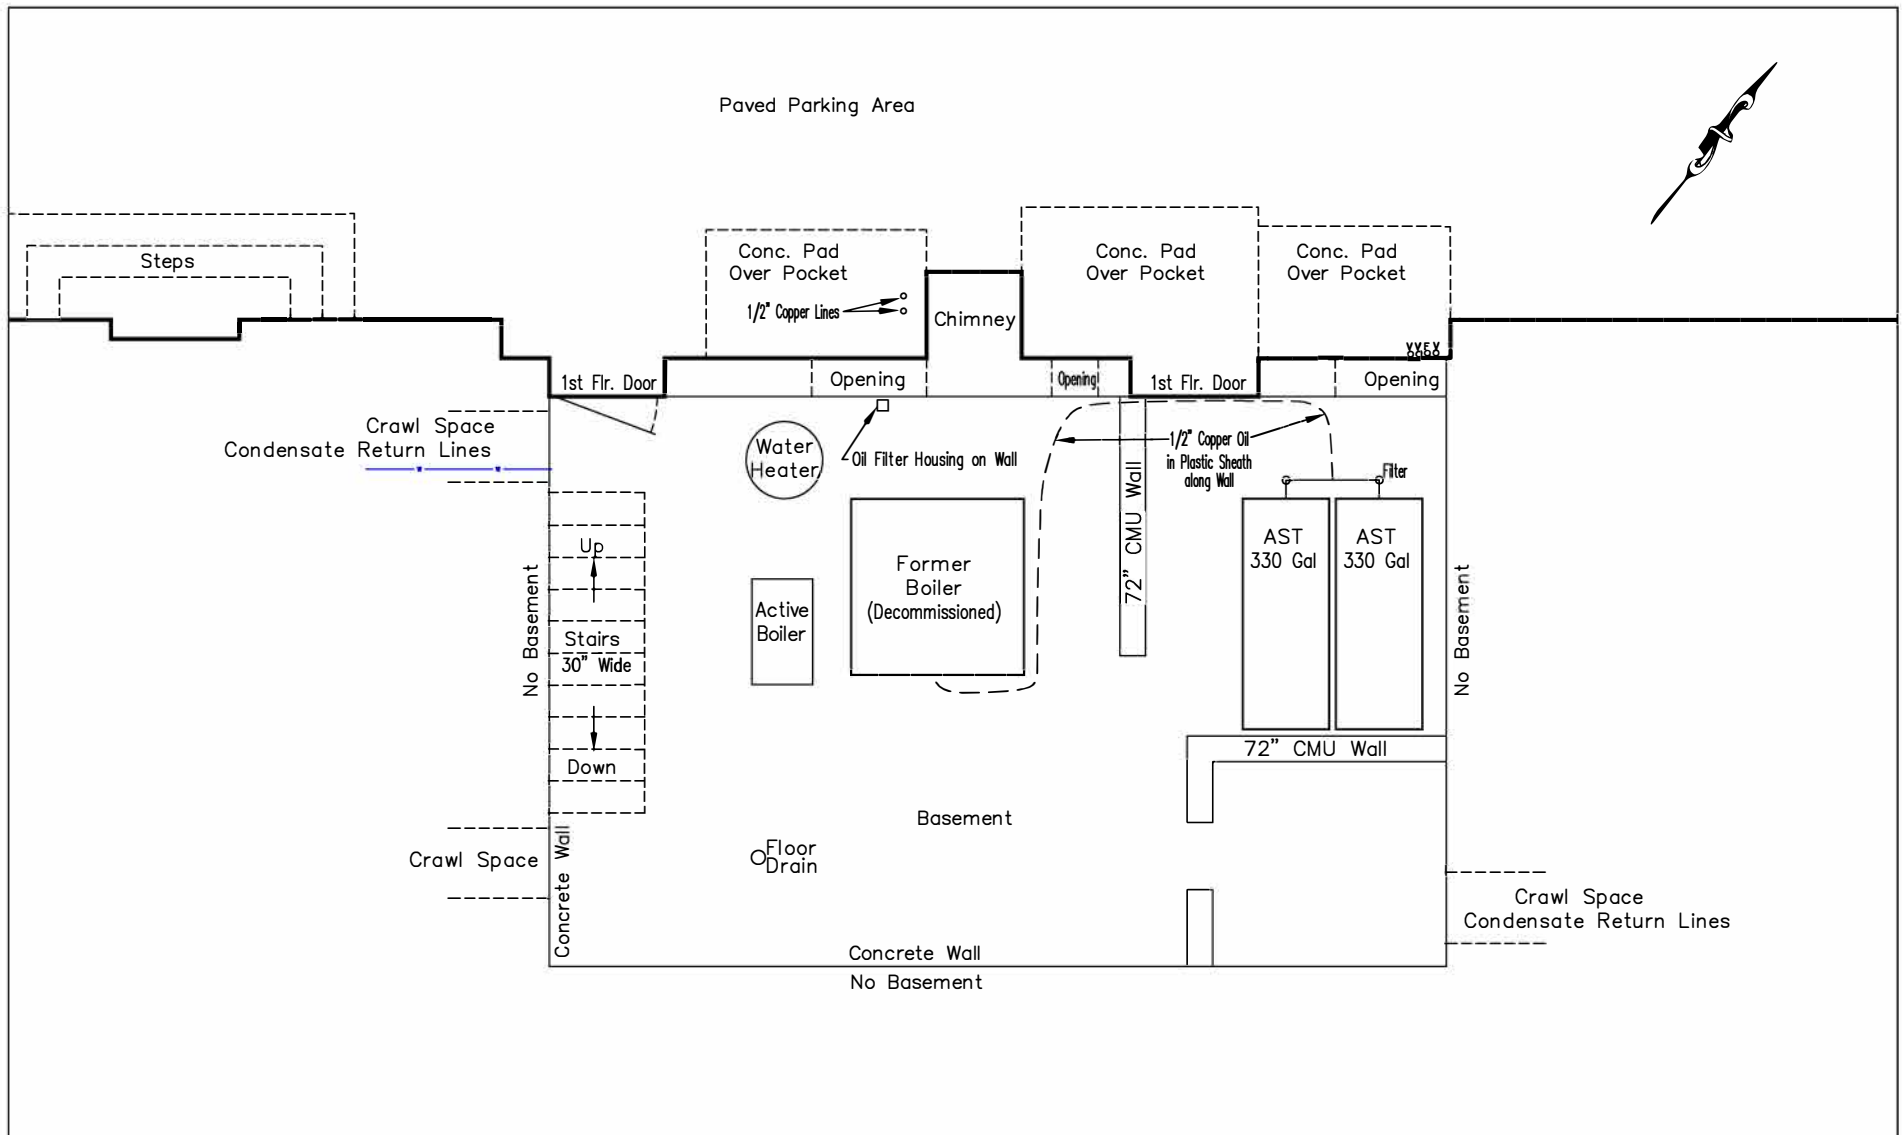 Paved Parking Area
Steps
Conc. Pad
Over Pocket
Conc. Pad
Over Pocket
Conc. Pad
Over Pocket
1/2" Copper Lines
Chimney
V V F V
1st Flr. Door
Opening
Opening
1st Flr. Door
Opening
Crawl Space
Condensate Return Lines
Water
Heater
Oil Filter Housing on Wall
1/2" Copper Oil
in Plastic Sheath
along Wall
Filter
72" CMU Wall
AST
330 Gal
AST
330 Gal
Up
Former
Boiler
(Decommissioned)
Active
Boiler
No Basement
Stairs
30" Wide
No Basement
Down
72" CMU Wall
Basement
Floor
Drain
Crawl Space
Concrete Wall
Crawl Space
Condensate Return Lines
Concrete Wall
No Basement